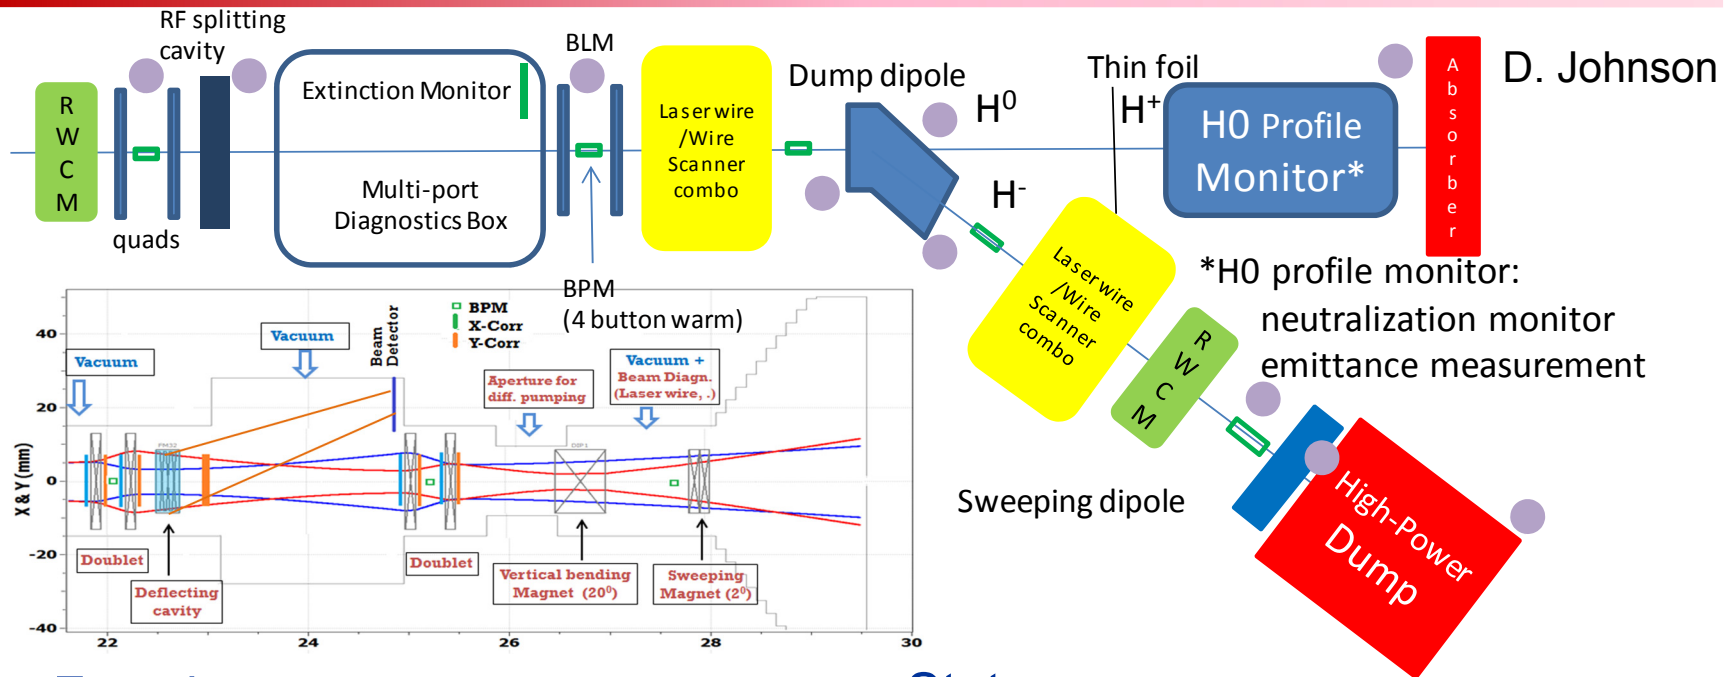 RF splitting
cavity
BLM
Dump dipole
Thin foil
D. Johnson
R
W
C
M
Extinction Monitor
Laser wire
/Wire
Scanner
combo
H0
H+
H0 Profile
Monitor*
A
b
s
o
r
b
e
r
Multi-port
Diagnostics Box
quads
H-
BPM
(4 button warm)
Laser wire
/Wire
Scanner
combo
*H0 profile monitor:
neutralization monitor
emittance measurement
R
W
C
M
Sweeping dipole
High-Power
Dump
BPM
X-Corr
Y-Corr
Vacuum
Vacuum
Beam
Detector
Aperture for
diff. pumping
Vacuum +
Beam Diagn.
(Laser wire, .)
PM32
DIP1
X & Y (mm)
40
20
0
-20
-40
Doublet
Deflecting
cavity
Doublet
Vertical bending
Magnet (20⁰)
Sweeping
Magnet (2⁰)
22
24
26
28
30